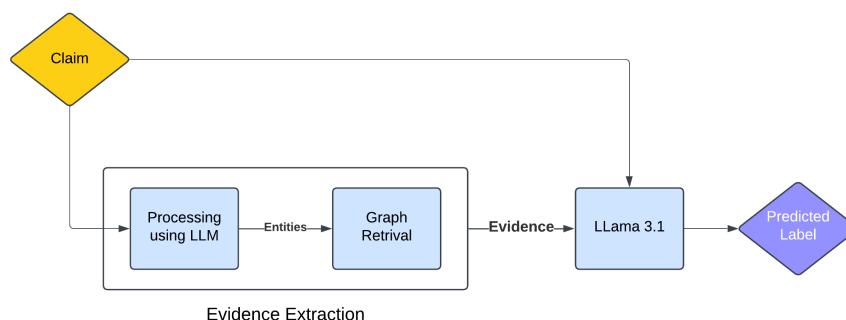 Claim
Processing
using LLM
Entities
Graph
Retrival
Evidence
LLama 3.1
Predicted
Label
Evidence Extraction